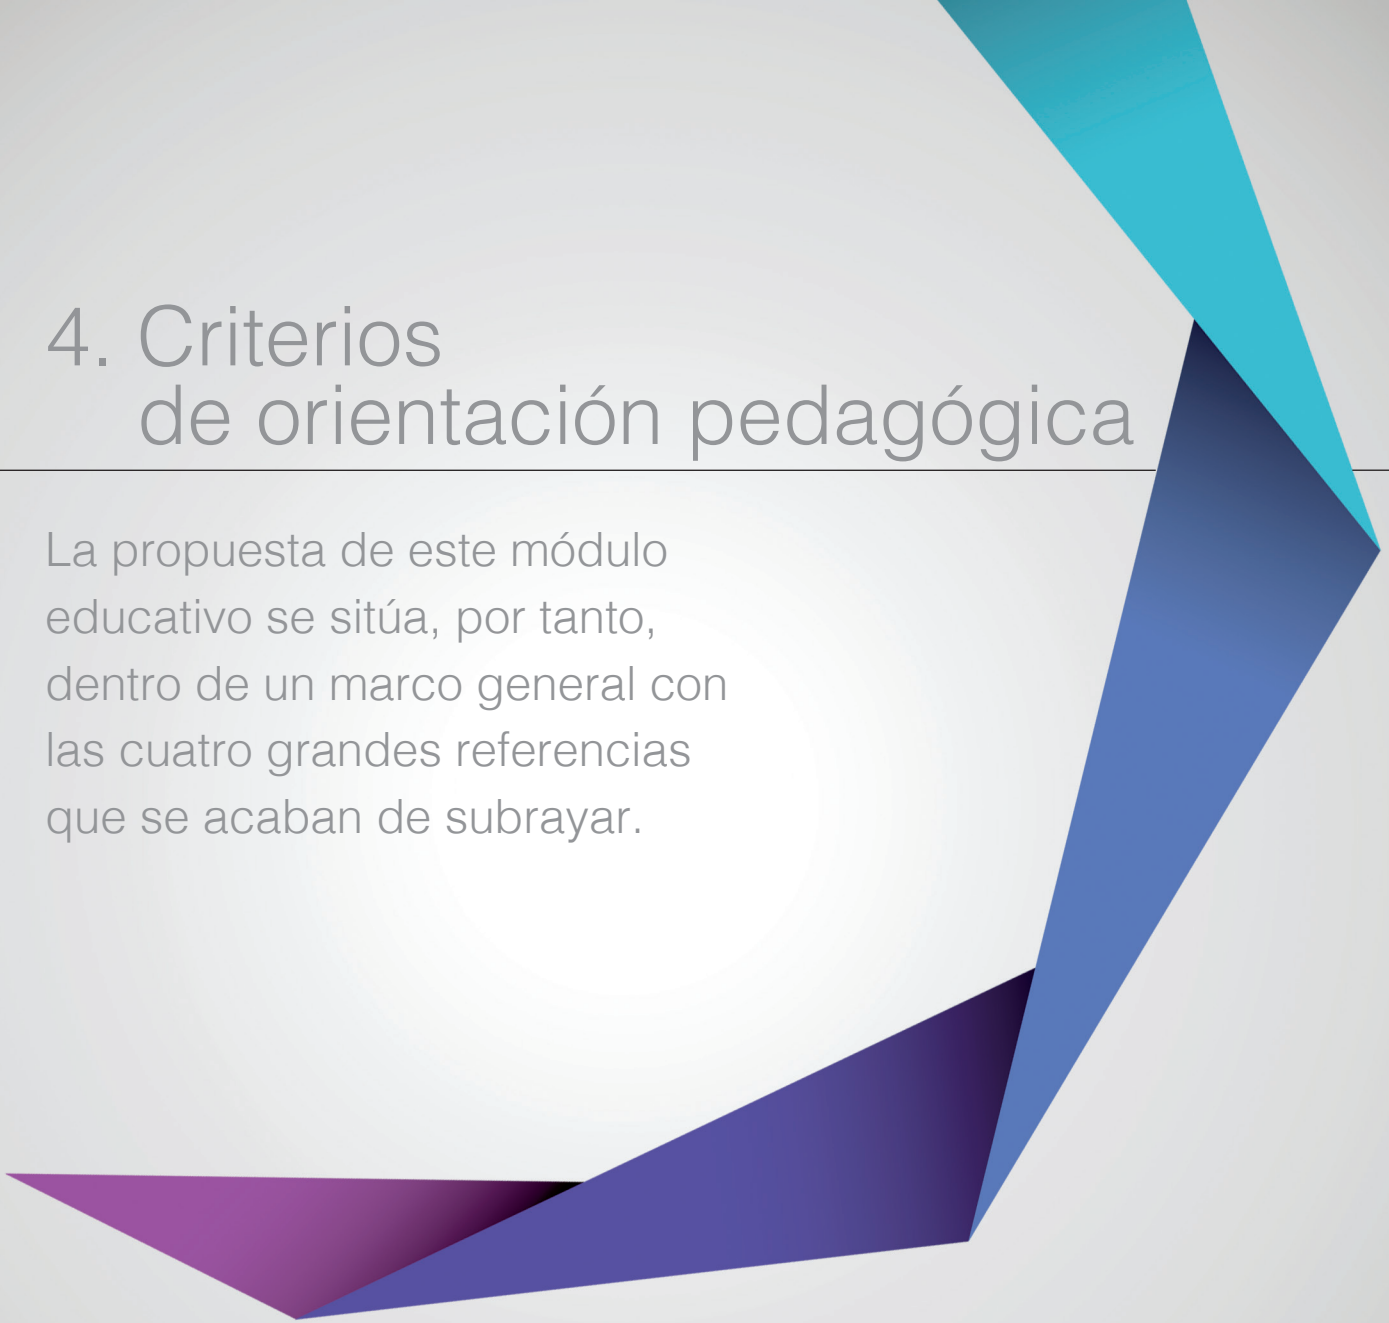 4. Criterios
de orientación pedagógica
La propuesta de este módulo
educativo se sitúa, por tanto,
dentro de un marco general con
las cuatro grandes referencias
que se acaban de subrayar.